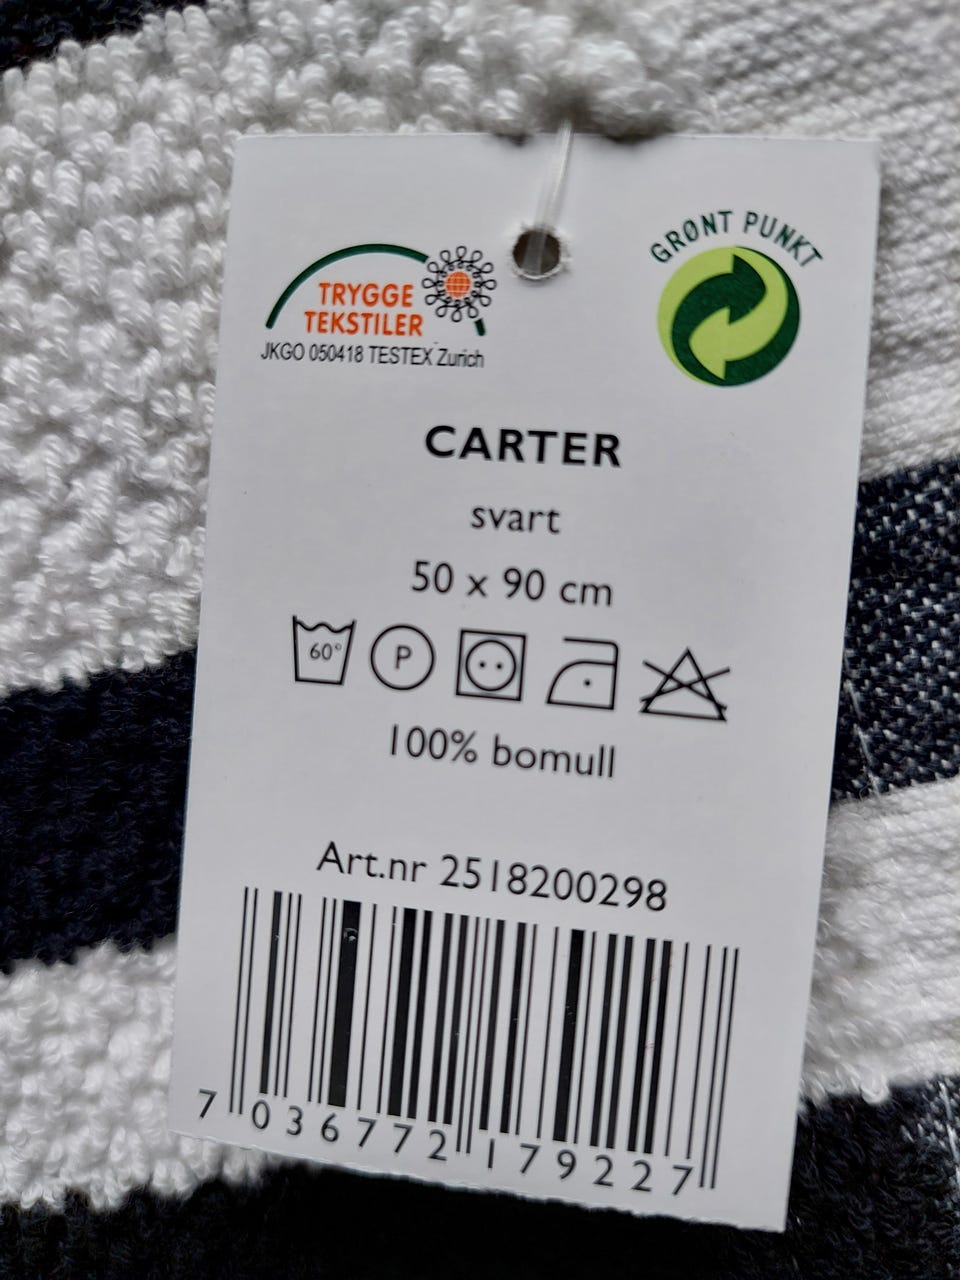 GRØNT PUNKT
TRYGGE
TEKSTILER
JKGO 050418 TESTEX Zurich
CARTER
svart
50 x 90 cm
60°
P
100% bomull
Art.nr 2518200298
7 036772 179227